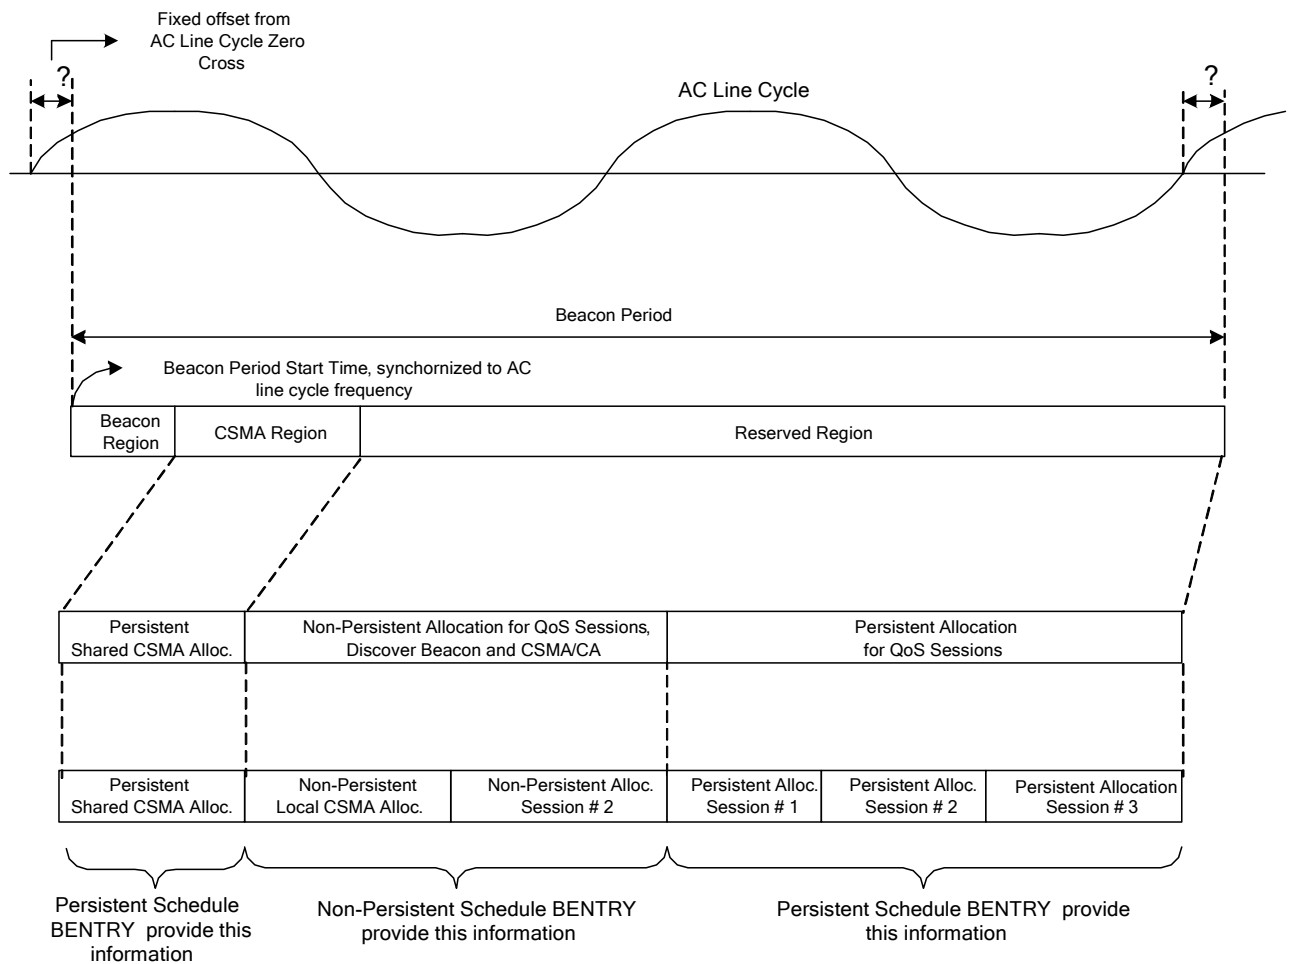 Fixed offset from
AC Line Cycle Zero
Cross
?
AC Line Cycle
?
Beacon Period
Beacon Period Start Time, synchornized to AC
line cycle frequency
Beacon
Region
CSMA Region
Reserved Region
Persistent
Shared CSMA Alloc.
Non-Persistent Allocation for QoS Sessions,
Discover Beacon and CSMA/CA
Persistent Allocation
for QoS Sessions
Persistent
Shared CSMA Alloc.
Non-Persistent
Local CSMA Alloc.
Non-Persistent Alloc.
Session # 2
Persistent Alloc.
Session # 1
Persistent Alloc.
Session # 2
Persistent Allocation
Session # 3
Persistent Schedule
BENTRY provide this
information
Non-Persistent Schedule BENTRY
provide this information
Persistent Schedule BENTRY provide
this information